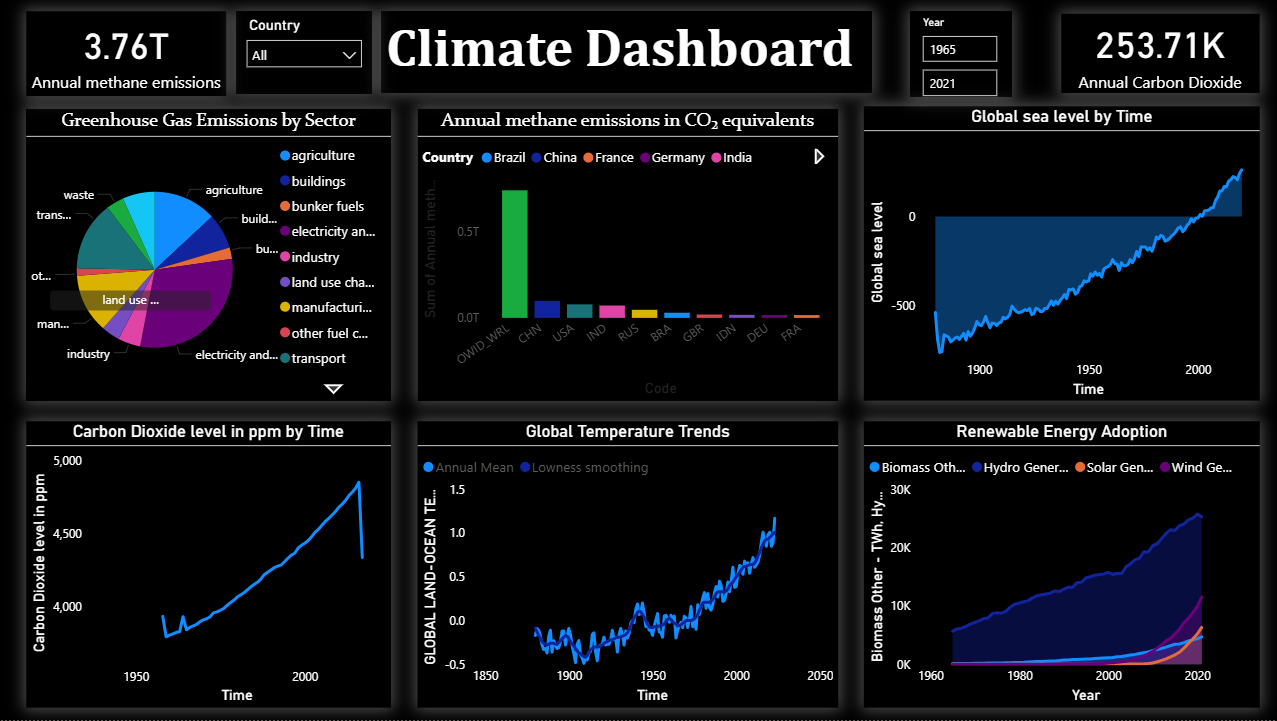 3.76T
Annual methane emissions
Country
All
Climate Dashboard
Year
1965
2021
253.71K
Annual Carbon Dioxide
Greenhouse Gas Emissions by Sector
agriculture
build...
bu...
electricity and...
industry
man...
land use ...
ot...
trans...
waste
agriculture
buildings
bunker fuels
electricity an...
industry
land use cha...
manufacturi...
other fuel c...
transport
Annual methane emissions in CO₂ equivalents
Country Brazil China France Germany India
Sum of Annual meth...
0.5T
0.0T
OWID_WRL CHN USA IND RUS BRA GBR IDN DEU FRA
Code
Global sea level by Time
Global sea level
0
-500
1900 1950 2000
Time
Carbon Dioxide level in ppm by Time
Carbon Dioxide level in ppm
5,000
4,500
4,000
1950 2000
Time
Global Temperature Trends
Annual Mean Lowness smoothing
GLOBAL LAND-OCEAN TE...
1.5
1.0
0.5
0.0
-0.5
1850 1900 1950 2000 2050
Time
Renewable Energy Adoption
Biomass Oth... Hydro Gener... Solar Gen... Wind Ge...
Biomass Other - TWh, Hy...
30K
20K
10K
0K
1960 1980 2000 2020
Year